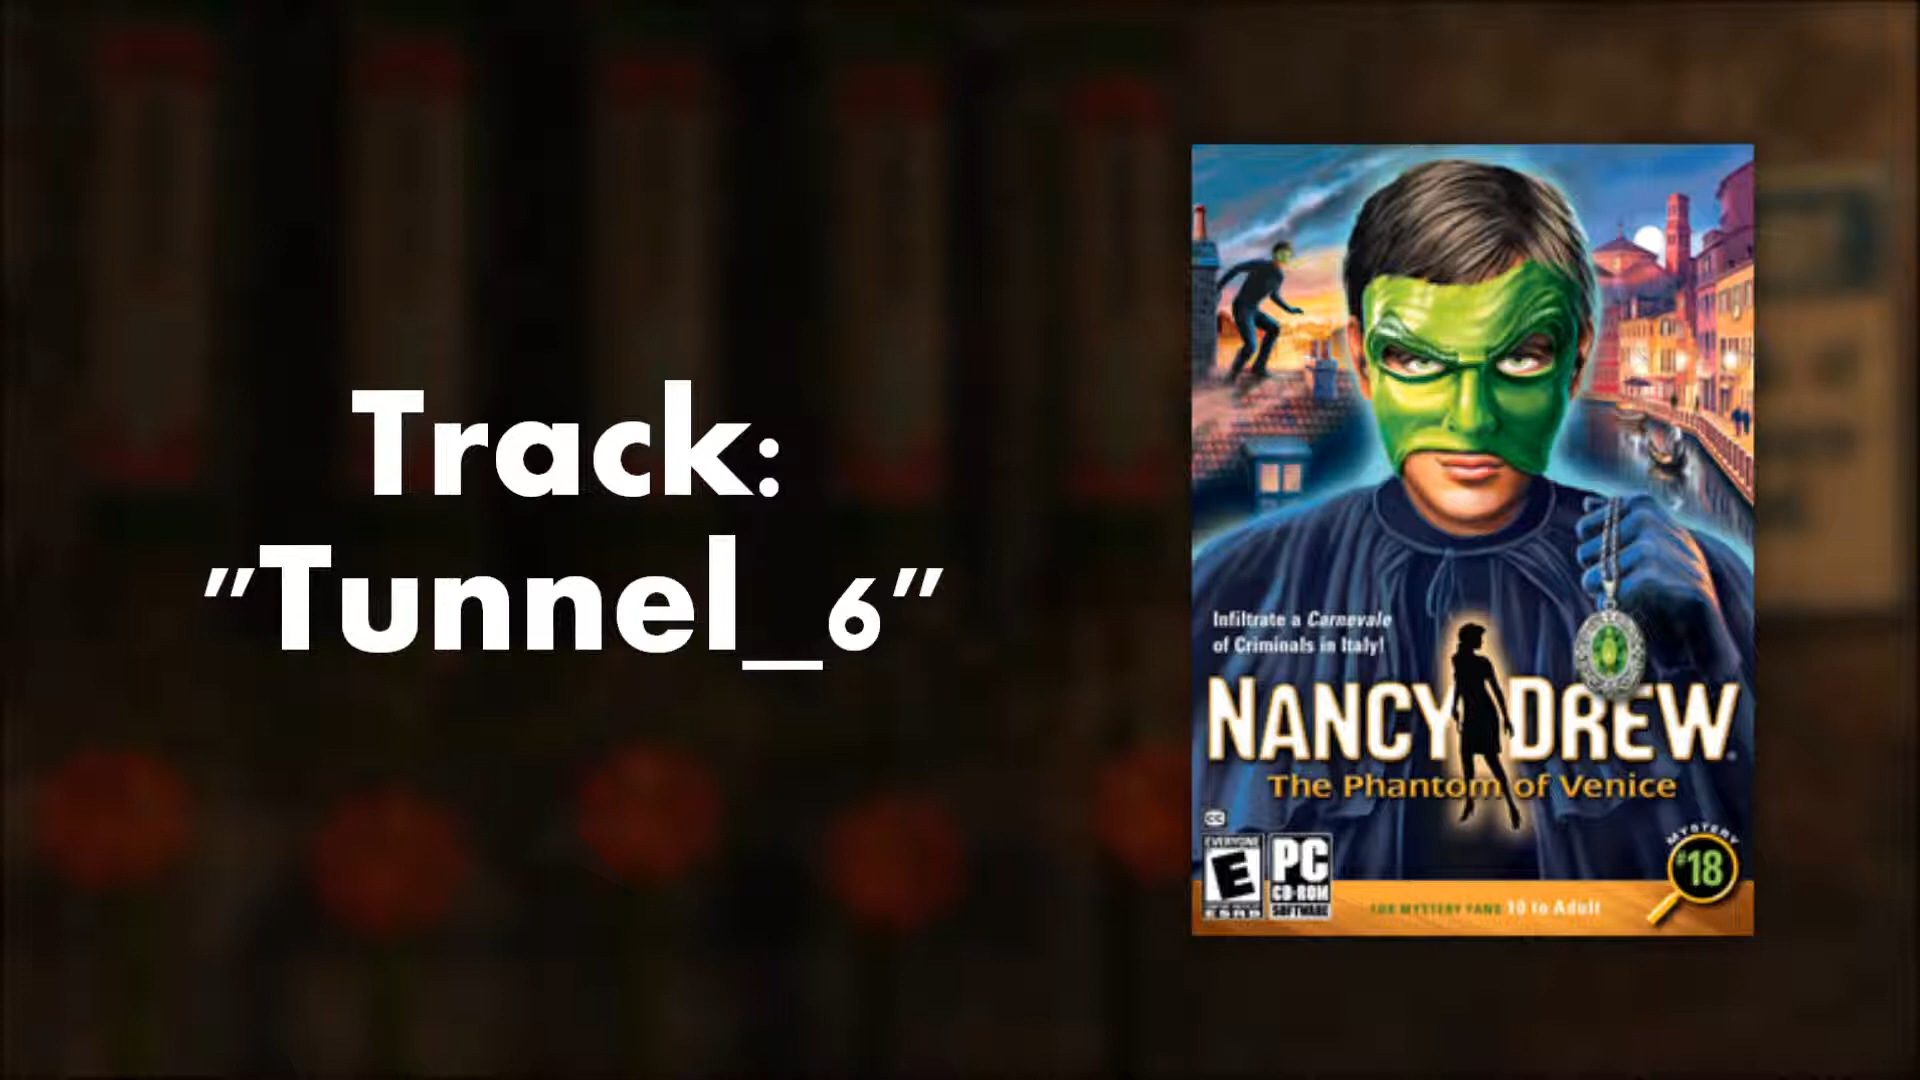 Track:
"Tunnel_6"
Infiltrate a Carnevale
of Criminals in Italy!
NANCY DREW
The Phantom of Venice
CC
EVERYONE
E
ESRB
PC
CD-ROM
SOFTWARE
MYSTERY
#18
FOR MYSTERY FANS 10 to Adult